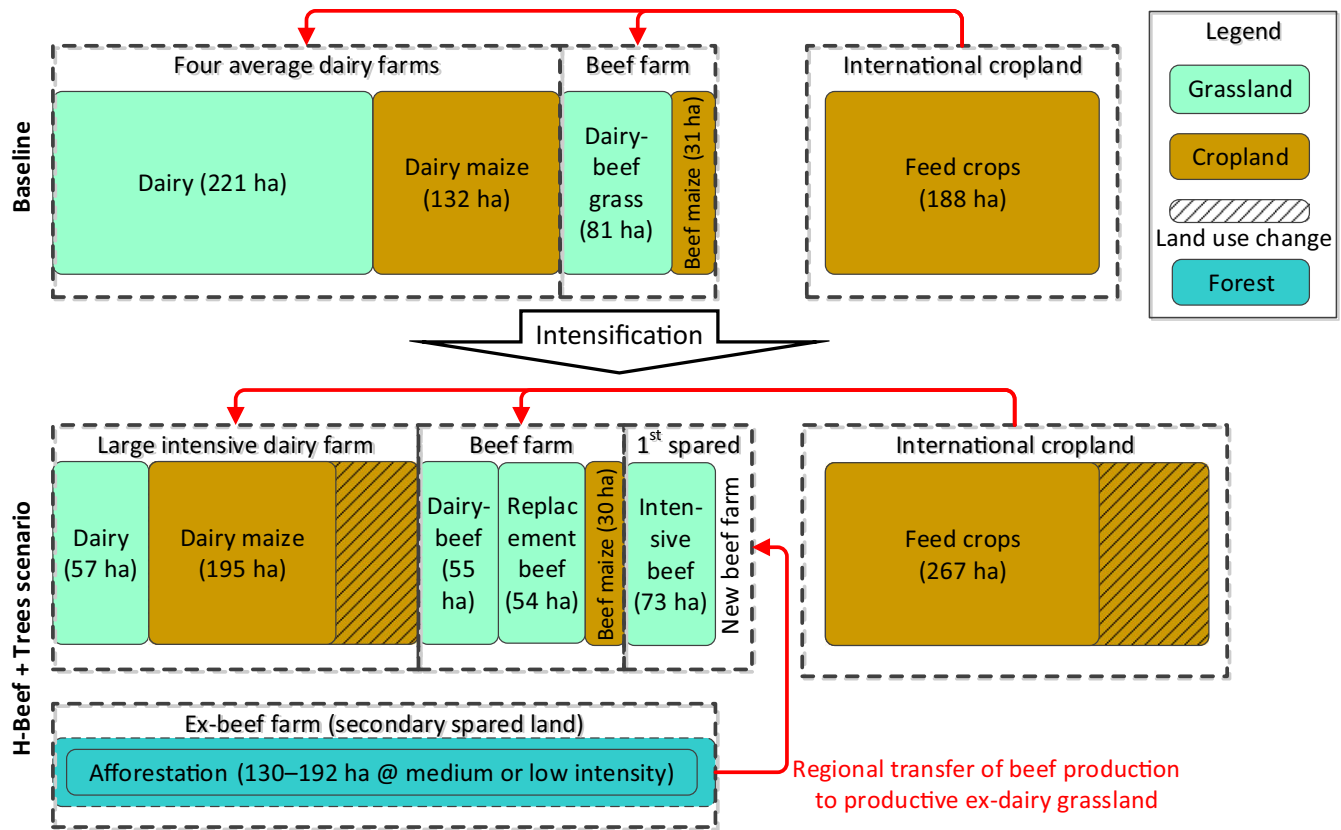 Four average dairy farms
Beef farm
International cropland
Legend
Baseline
Dairy (221 ha)
Dairy maize
(132 ha)
Dairy-
beef
grass
(81 ha)
Beef maize (31 ha)
Feed crops
(188 ha)
Grassland
Cropland
Land use change
Forest
Intensification
H-Beef + Trees scenario
Large intensive dairy farm
Beef farm
1st spared
International cropland
Dairy
(57 ha)
Dairy maize
(195 ha)
Dairy-
beef
(55
ha)
Replac
ement
beef
(54 ha)
Beef maize (30 ha)
Inten-
sive
beef
(73 ha)
New beef farm
Feed crops
(267 ha)
Ex-beef farm (secondary spared land)
Afforestation (130–192 ha @ medium or low intensity)
Regional transfer of beef production
to productive ex-dairy grassland